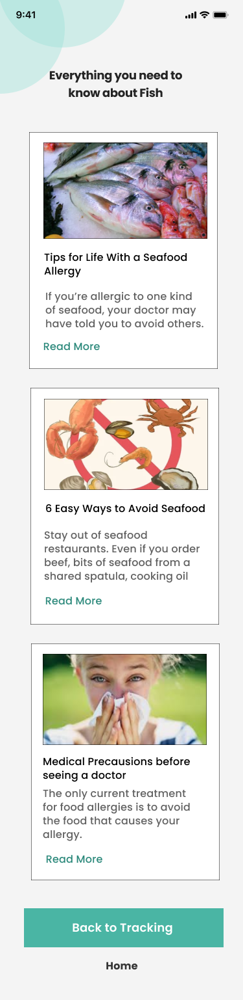 9:41
Everything you need to
know about Fish
Tips for Life With a Seafood
Allergy
If you’re allergic to one kind
of seafood, your doctor may
have told you to avoid others.
Read More
6 Easy Ways to Avoid Seafood
Stay out of seafood
restaurants. Even if you order
beef, bits of seafood from a
shared spatula, cooking oil
Read More
Medical Precausions before
seeing a doctor
The only current treatment
for food allergies is to avoid
the food that causes your
allergy.
Read More
Back to Tracking
Home